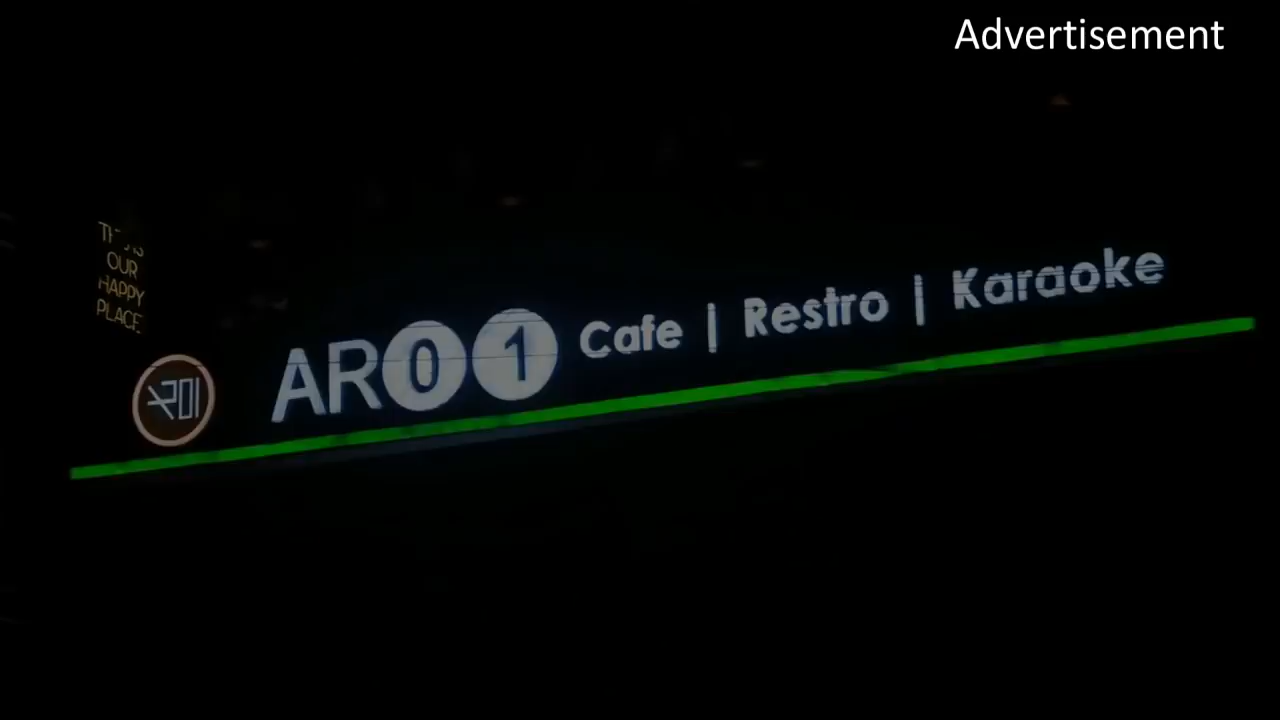 Advertisement
OUR
HAPPY
PLACE
AR01 Cafe | Restro | Karaoke